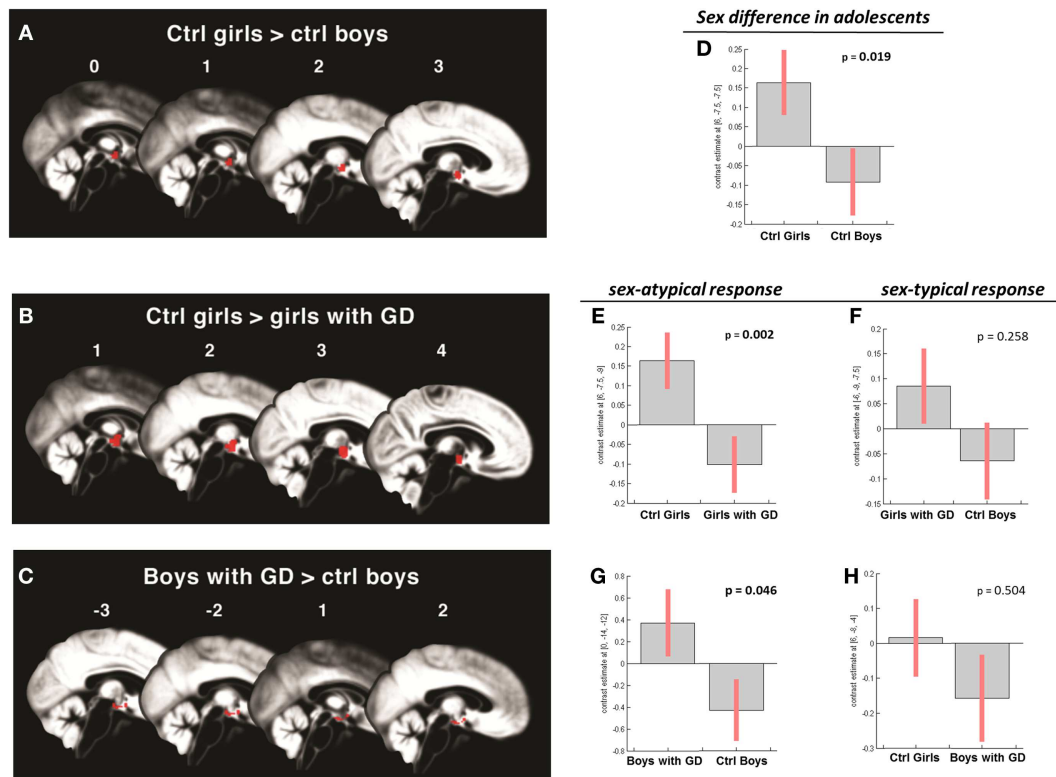 A
Ctrl girls > ctrl boys
0 1 2 3
Sex difference in adolescents
D
p = 0.019
contrast estimate at [6, -7.5, -7.5]
0.25
0.2
0.15
0.1
0.05
0
-0.05
-0.1
-0.15
-0.2
Ctrl Girls Ctrl Boys
B
Ctrl girls > girls with GD
1 2 3 4
sex-atypical response
E
p = 0.002
contrast estimate at [6, -7.5, -9]
0.25
0.2
0.15
0.1
0.05
0
-0.05
-0.1
-0.15
-0.2
Ctrl Girls Girls with GD
sex-typical response
F
p = 0.258
contrast estimate at [-6, -9, -7.5]
0.2
0.15
0.1
0.05
0
-0.05
-0.1
-0.15
Girls with GD Ctrl Boys
C
Boys with GD > ctrl boys
-3 -2 1 2
G
p = 0.046
contrast estimate at [0, -14, -12]
0.8
0.6
0.4
0.2
0
-0.2
-0.4
-0.6
-0.8
Boys with GD Ctrl Boys
H
p = 0.504
contrast estimate at [6, -8, -4]
0.2
0.1
0
-0.1
-0.2
-0.3
Ctrl Girls Boys with GD